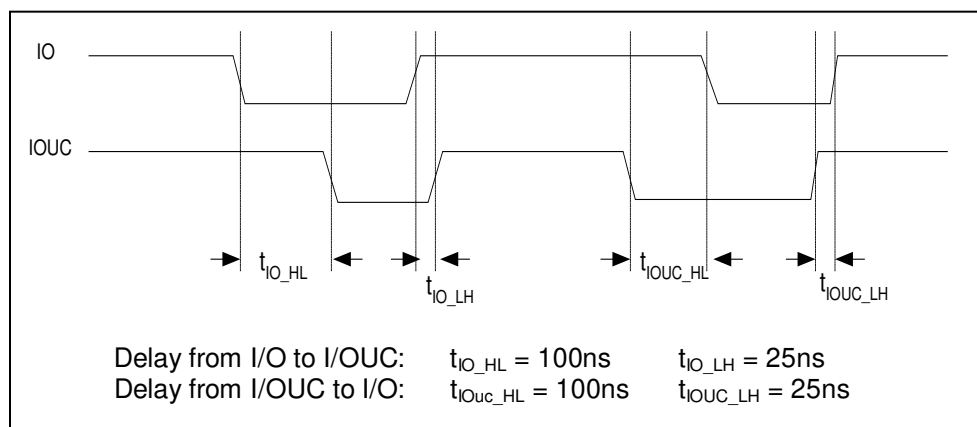 IO
IOUC
tIO_HL
tIO_LH
tIOUC_HL
tIOUC_LH
Delay from I/O to I/OUC: tIO_HL = 100ns tIO_LH = 25ns
Delay from I/OUC to I/O: tIOuc_HL = 100ns tIOUC_LH = 25ns